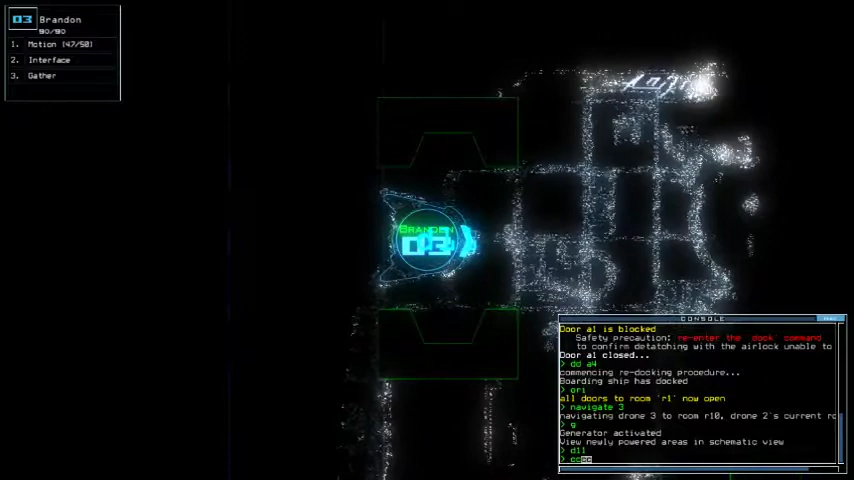 03 Brandon
90/90
1. Motion (47/50)
2. Interface
3. Gather
BRANDON
03
CONSOLE
Door a1 is blocked
Safety precaution: re-enter the 'dock' command
to confirm detatching with the airlock unable to
Door a1 closed...
> dd a4
commencing re-docking procedure...
Boarding ship has docked
> ori
all doors to room 'r1' now open
> navigate 3
navigating drone 3 to room r10, drone 2's current ro
> g
Generator activated
View newly powered areas in schematic view
> d11